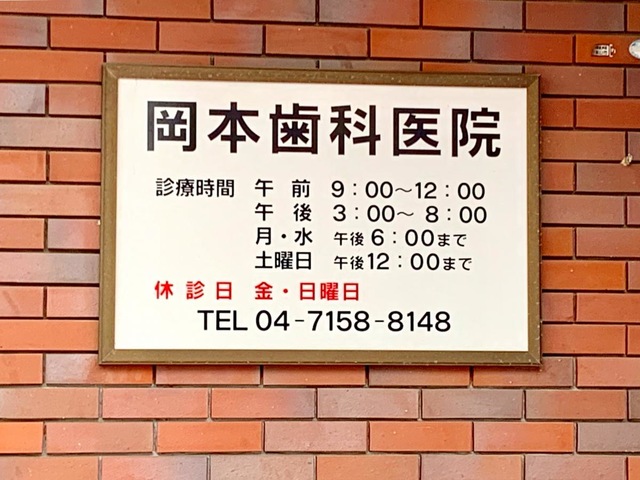 岡本歯科医院
診療時間 午前 9:00～12:00
午後 3:00～ 8:00
月・水 午後 6:00まで
土曜日 午後12:00まで
休診日 金・日曜日
TEL 04-7158-8148